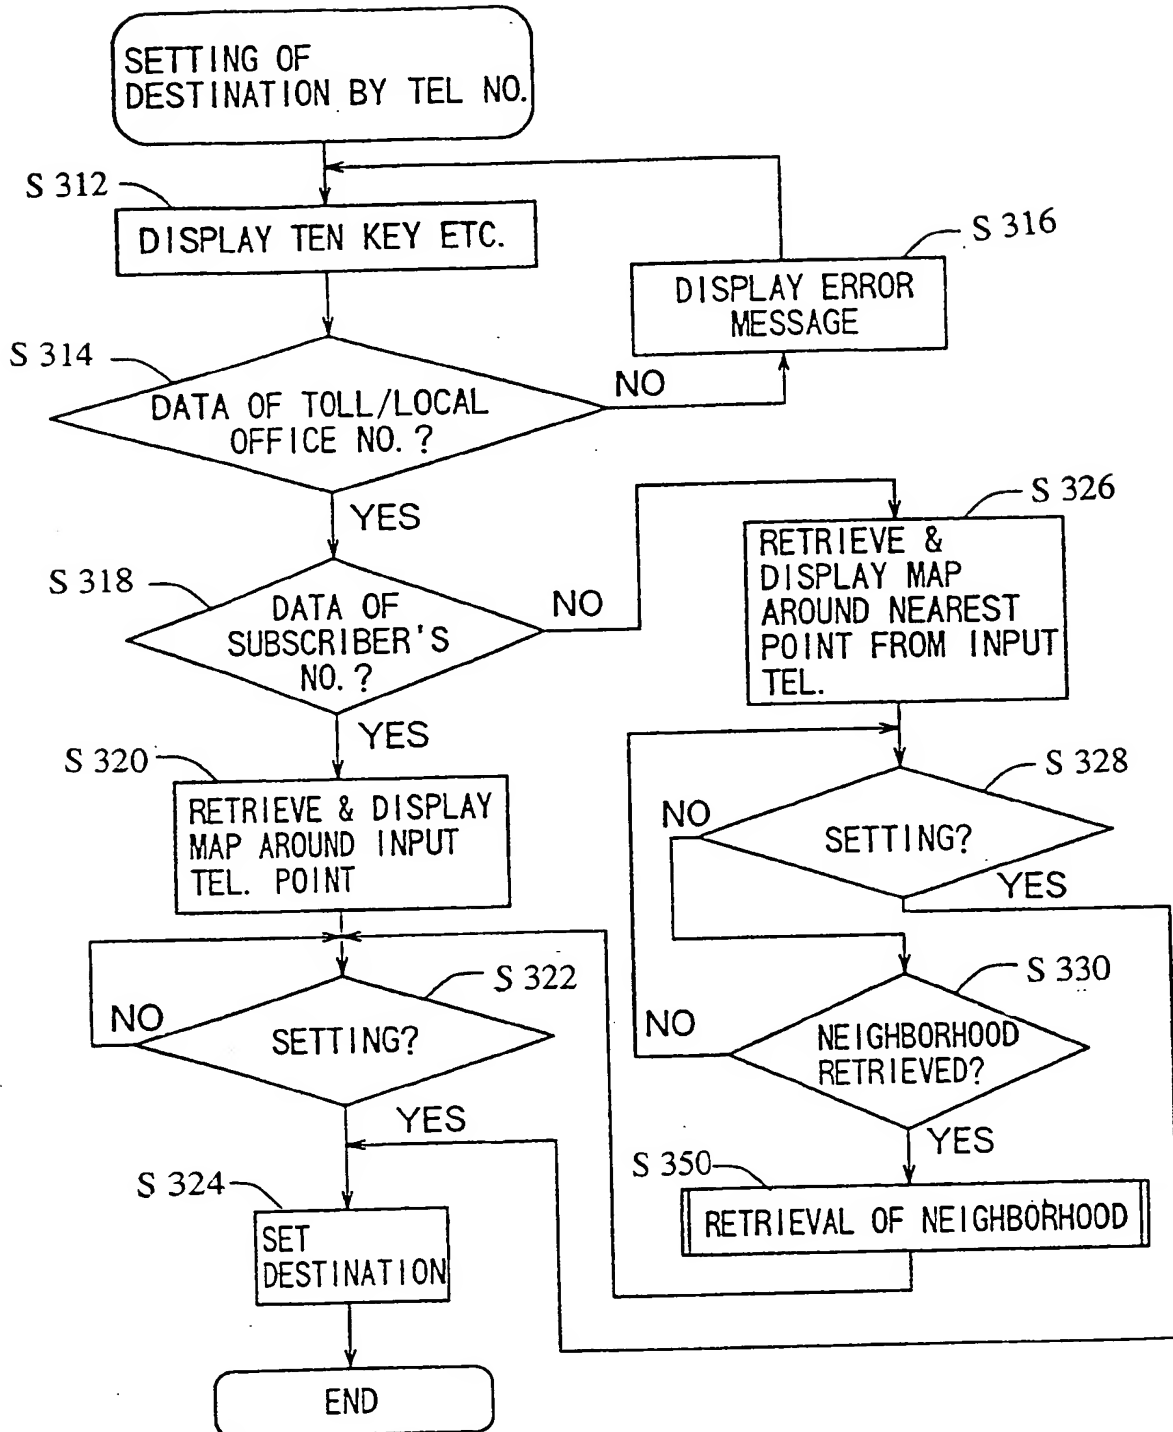 SETTING OF
DESTINATION BY TEL NO.
S 312
DISPLAY TEN KEY ETC.
S 316
DISPLAY ERROR
MESSAGE
S 314
DATA OF TOLL/LOCAL
OFFICE NO.?
NO
YES
S 318
DATA OF
SUBSCRIBER'S
NO.?
NO
YES
S 326
RETRIEVE &
DISPLAY MAP
AROUND NEAREST
POINT FROM INPUT
TEL.
S 320
RETRIEVE & DISPLAY
MAP AROUND INPUT
TEL. POINT
S 328
SETTING?
NO
YES
S 322
SETTING?
NO
YES
S 330
NEIGHBORHOOD
RETRIEVED?
NO
YES
S 350
RETRIEVAL OF NEIGHBORHOOD
S 324
SET
DESTINATION
END